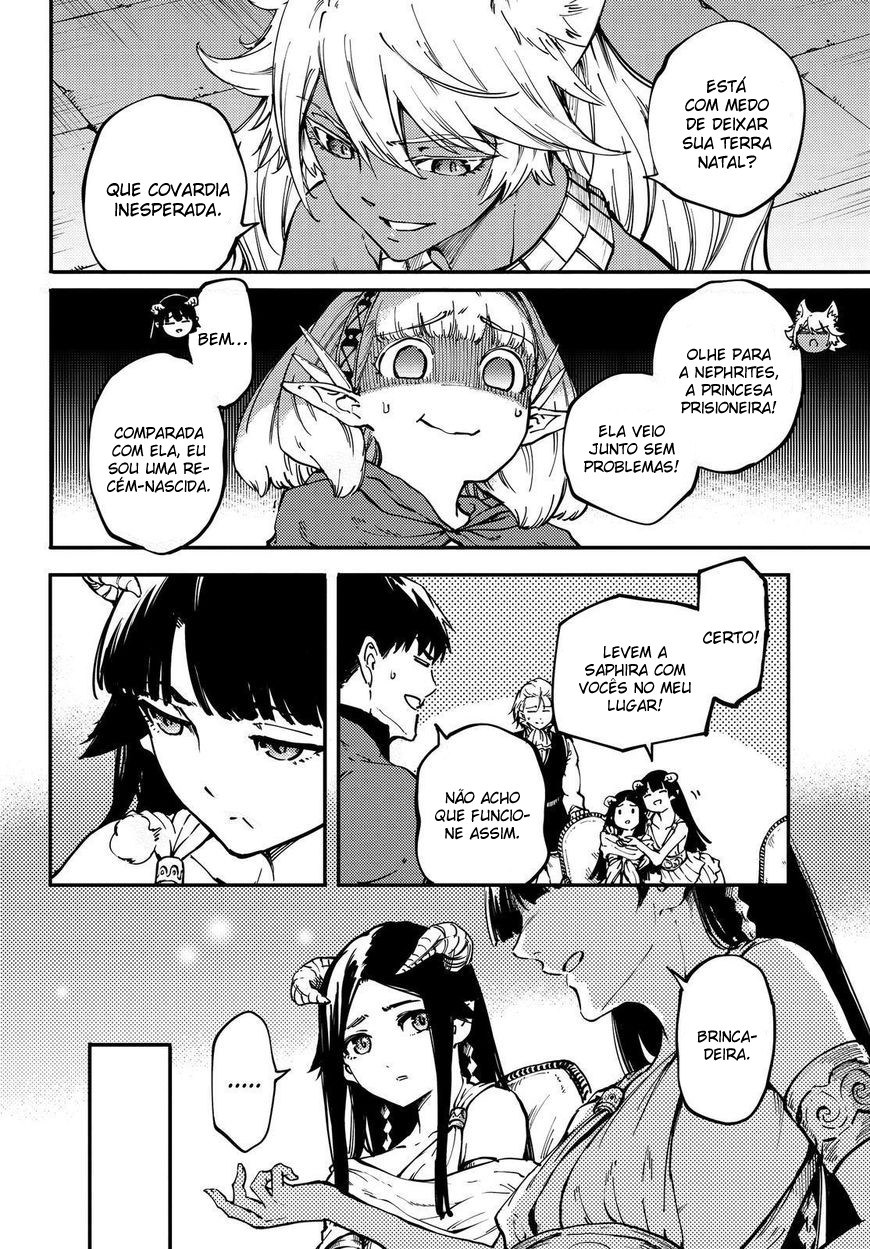 ESTÁ
COM MEDO
DE DEIXAR
SUA TERRA
NATAL?
QUE COVARDIA
INESPERADA.
OLHE PARA
A NEPHRITES,
A PRINCESA
PRISIONEIRA!
ELA VEIO
JUNTO SEM
PROBLEMAS!
BEM...
COMPARADA
COM ELA, EU
SOU UMA RE-
CÉM-NASCIDA.
CERTO!
LEVEM A
SAPHIRA COM
VOCÊS NO MEU
LUGAR!
NÃO ACHO
QUE FUNCIO-
NE ASSIM.
BRINCA-
DEIRA.
......